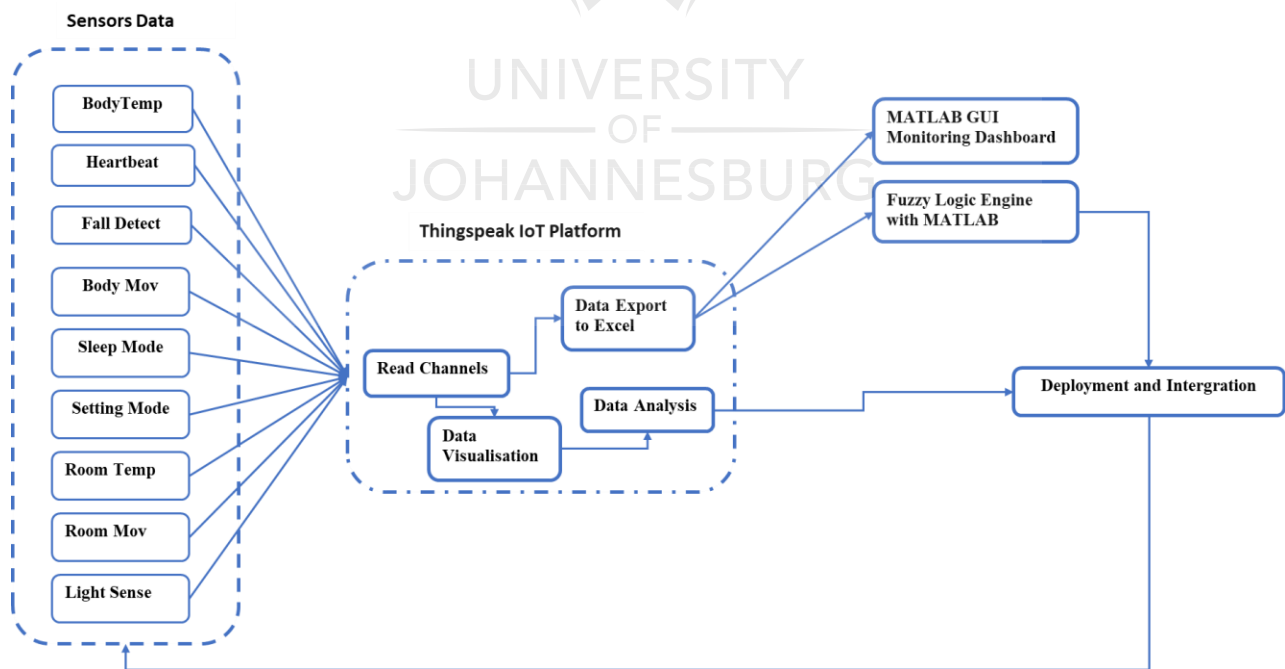 Sensors Data
BodyTemp
Heartbeat
Fall Detect
Body Mov
Sleep Mode
Setting Mode
Room Temp
Room Mov
Light Sense
UNIVERSITY
OF
JOHANNESBURG
Thingspeak IoT Platform
Read Channels
Data Export
to Excel
Data
Visualisation
Data Analysis
MATLAB GUI
Monitoring Dashboard
Fuzzy Logic Engine
with MATLAB
Deployment and Intergration